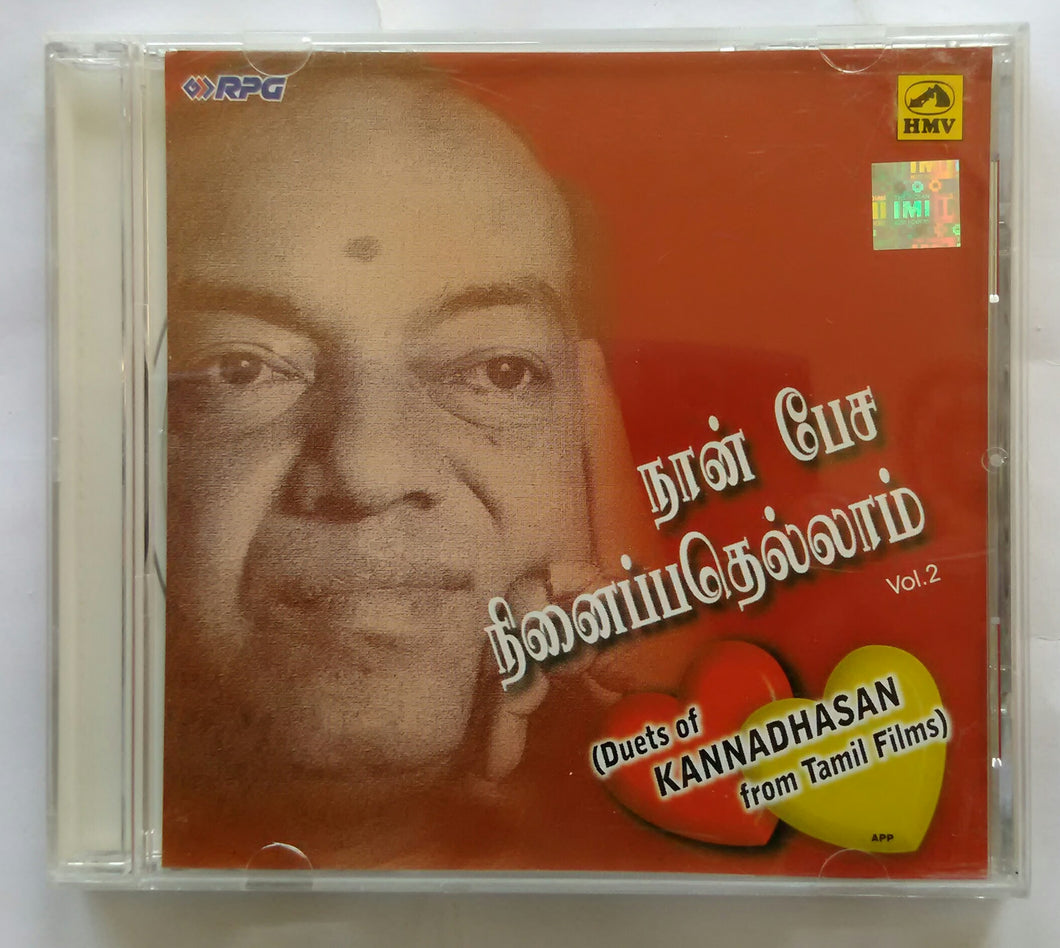 RPG
HMV
IMI
நான் பேச
நினைப்பதெல்லாம்
Vol.2
(Duets of
KANNADHASAN
from Tamil Films)
APP